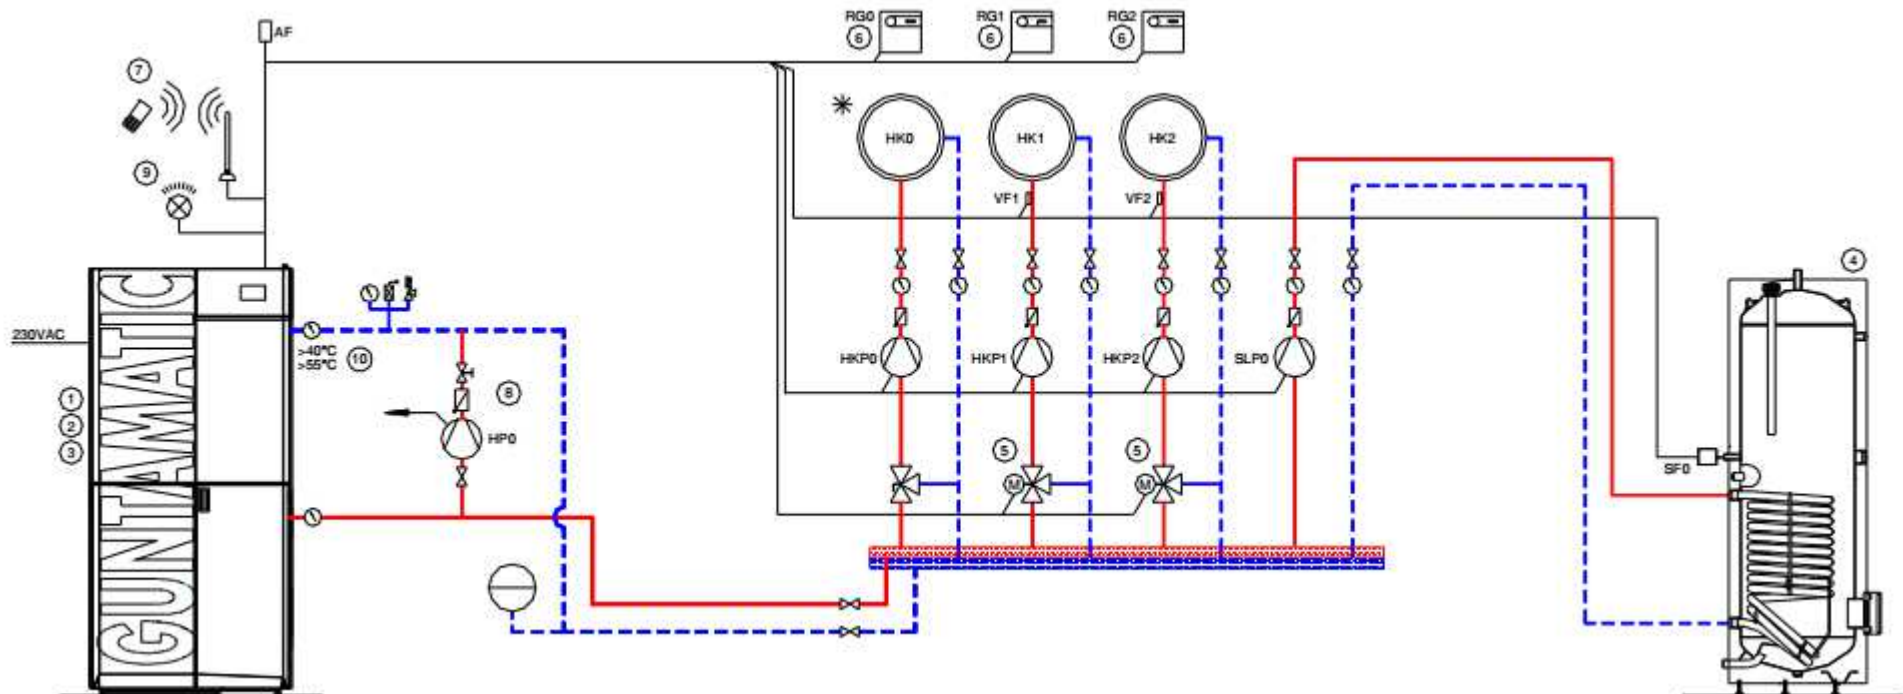 AF
RG0
6
RG1
6
RG2
6
7
9
HK0
HK1
HK2
VF1
VF2
4
230VAC
>40°C
>55°C
10
HKP0
HKP1
HKP2
SLP0
1
2
3
8
HP0
5
5
M
M
SF0
GUNTAMATIC